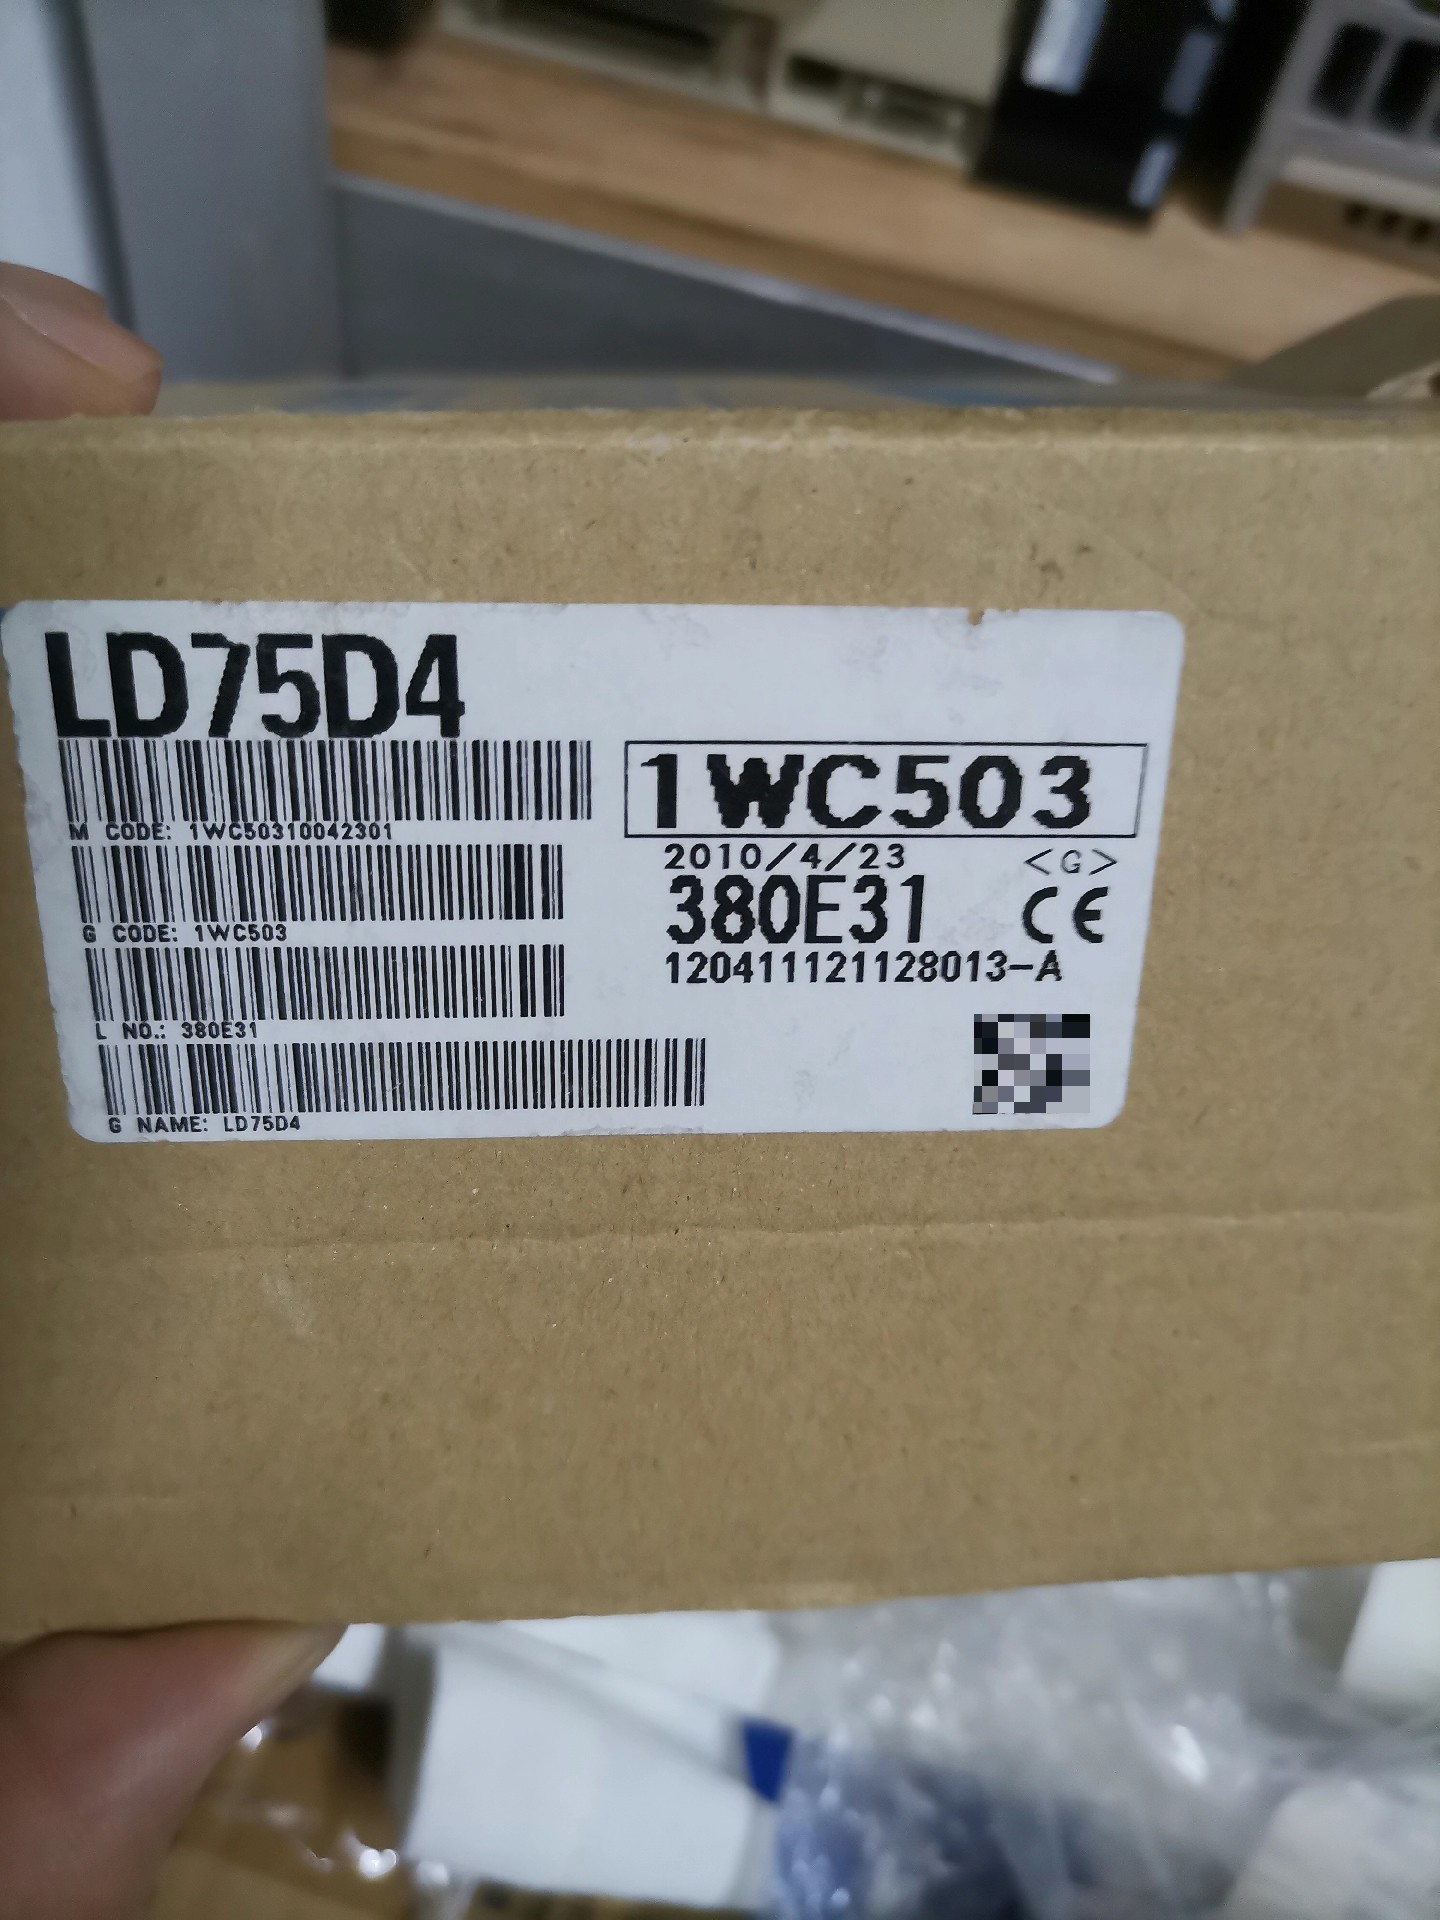 LD75D4
M CODE: 1WC50310042301
G CODE: 1WC503
L NO.: 380E31
G NAME: LD75D4
1WC503
2010/4/23 <G>
380E31 CE
120411121128013-A